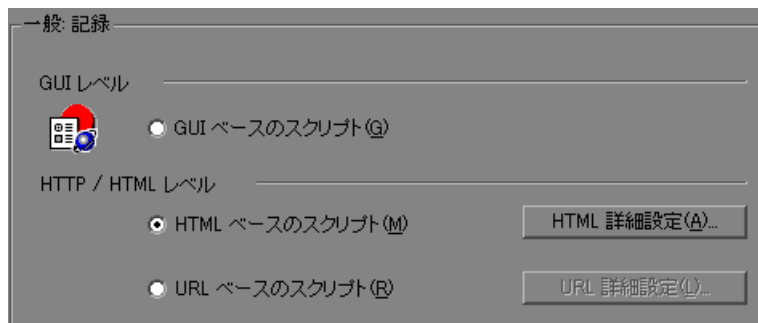 一般: 記録
GUI レベル
GUI ベースのスクリプト(G)
HTTP / HTML レベル
HTML ベースのスクリプト(M) HTML 詳細設定(A)...
URL ベースのスクリプト(R) URL 詳細設定(L)...